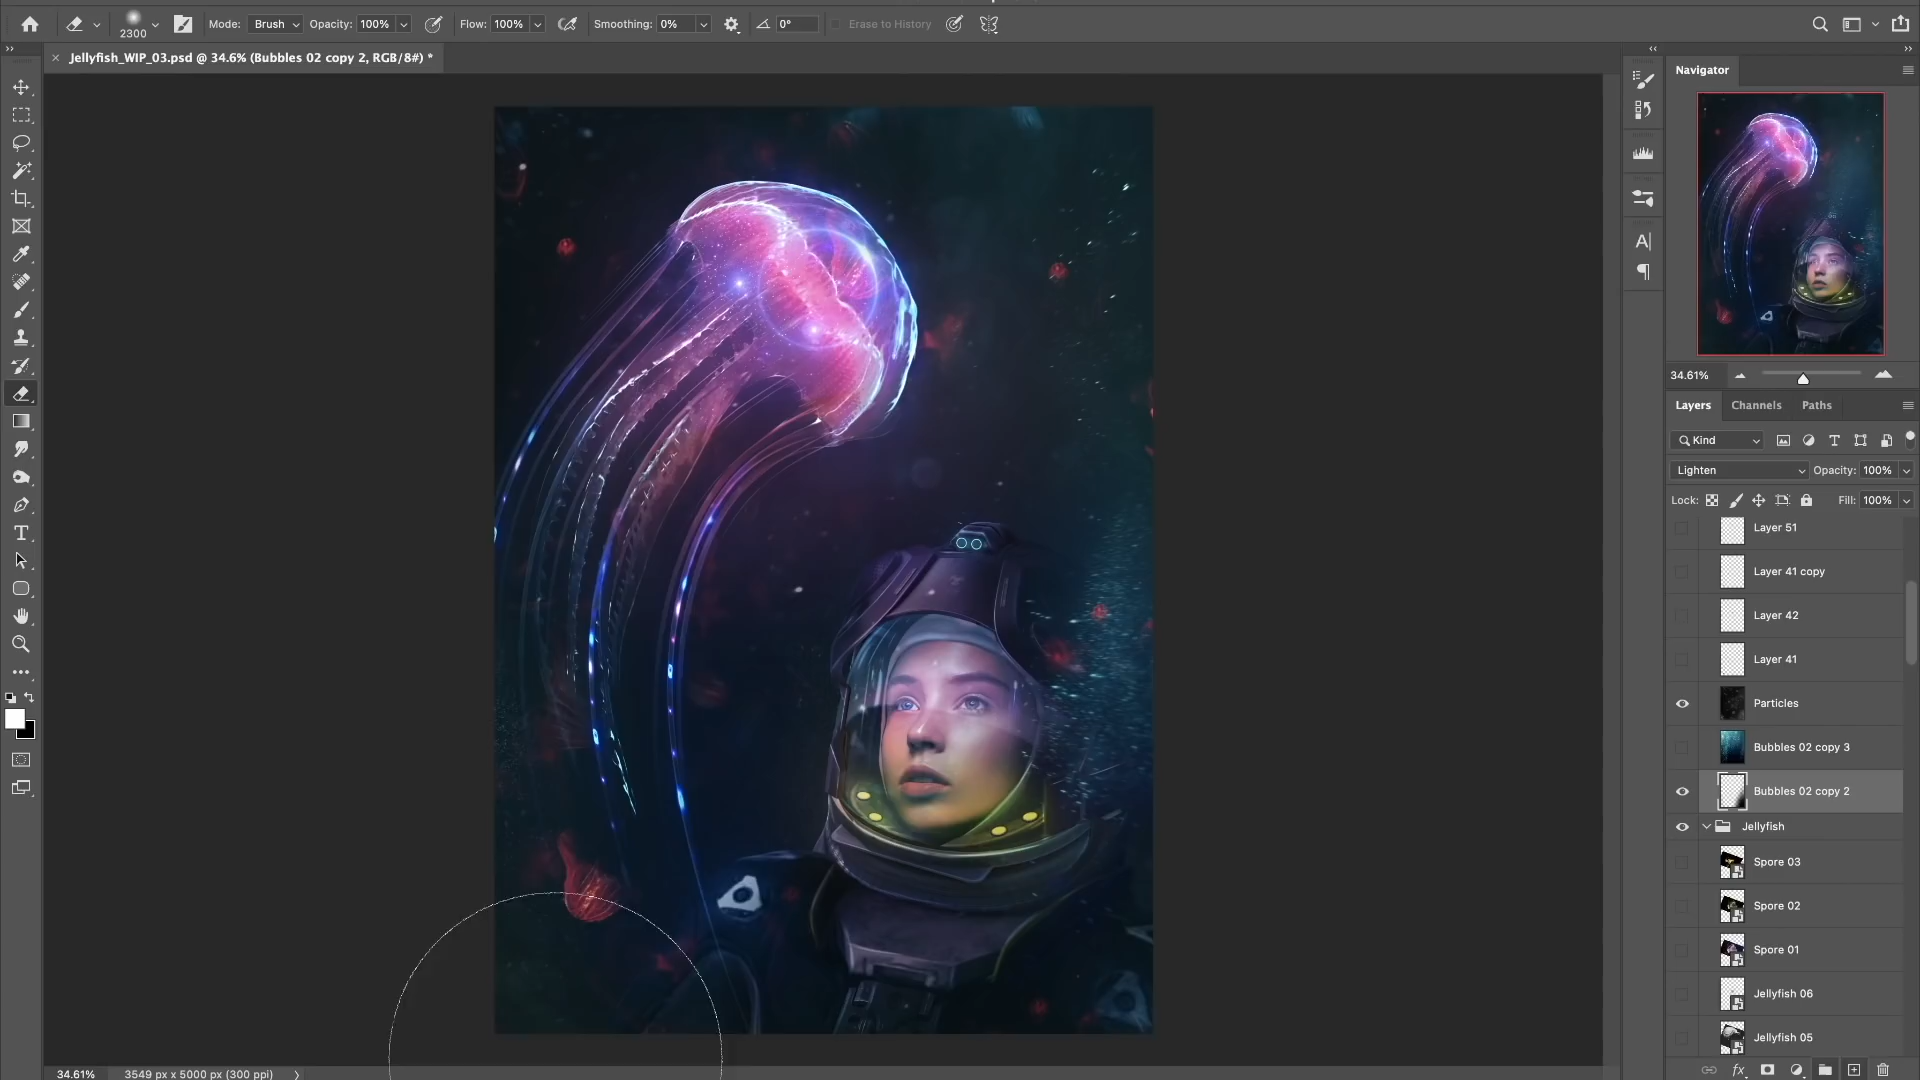 2300
Mode: Brush
Opacity: 100%
Flow: 100%
Smoothing: 0%
0°
Erase to History
Jellyfish_WIP_03.psd @ 34.6% (Bubbles 02 copy 2, RGB/8#) *
Navigator
34.61%
Layers Channels Paths
Kind
Lighten
Opacity: 100%
Lock:
Fill: 100%
Layer 51
Layer 41 copy
Layer 42
Layer 41
Particles
Bubbles 02 copy 3
Bubbles 02 copy 2
Jellyfish
Spore 03
Spore 02
Spore 01
Jellyfish 06
Jellyfish 05
34.61%
3549 px x 5000 px (300 ppi)